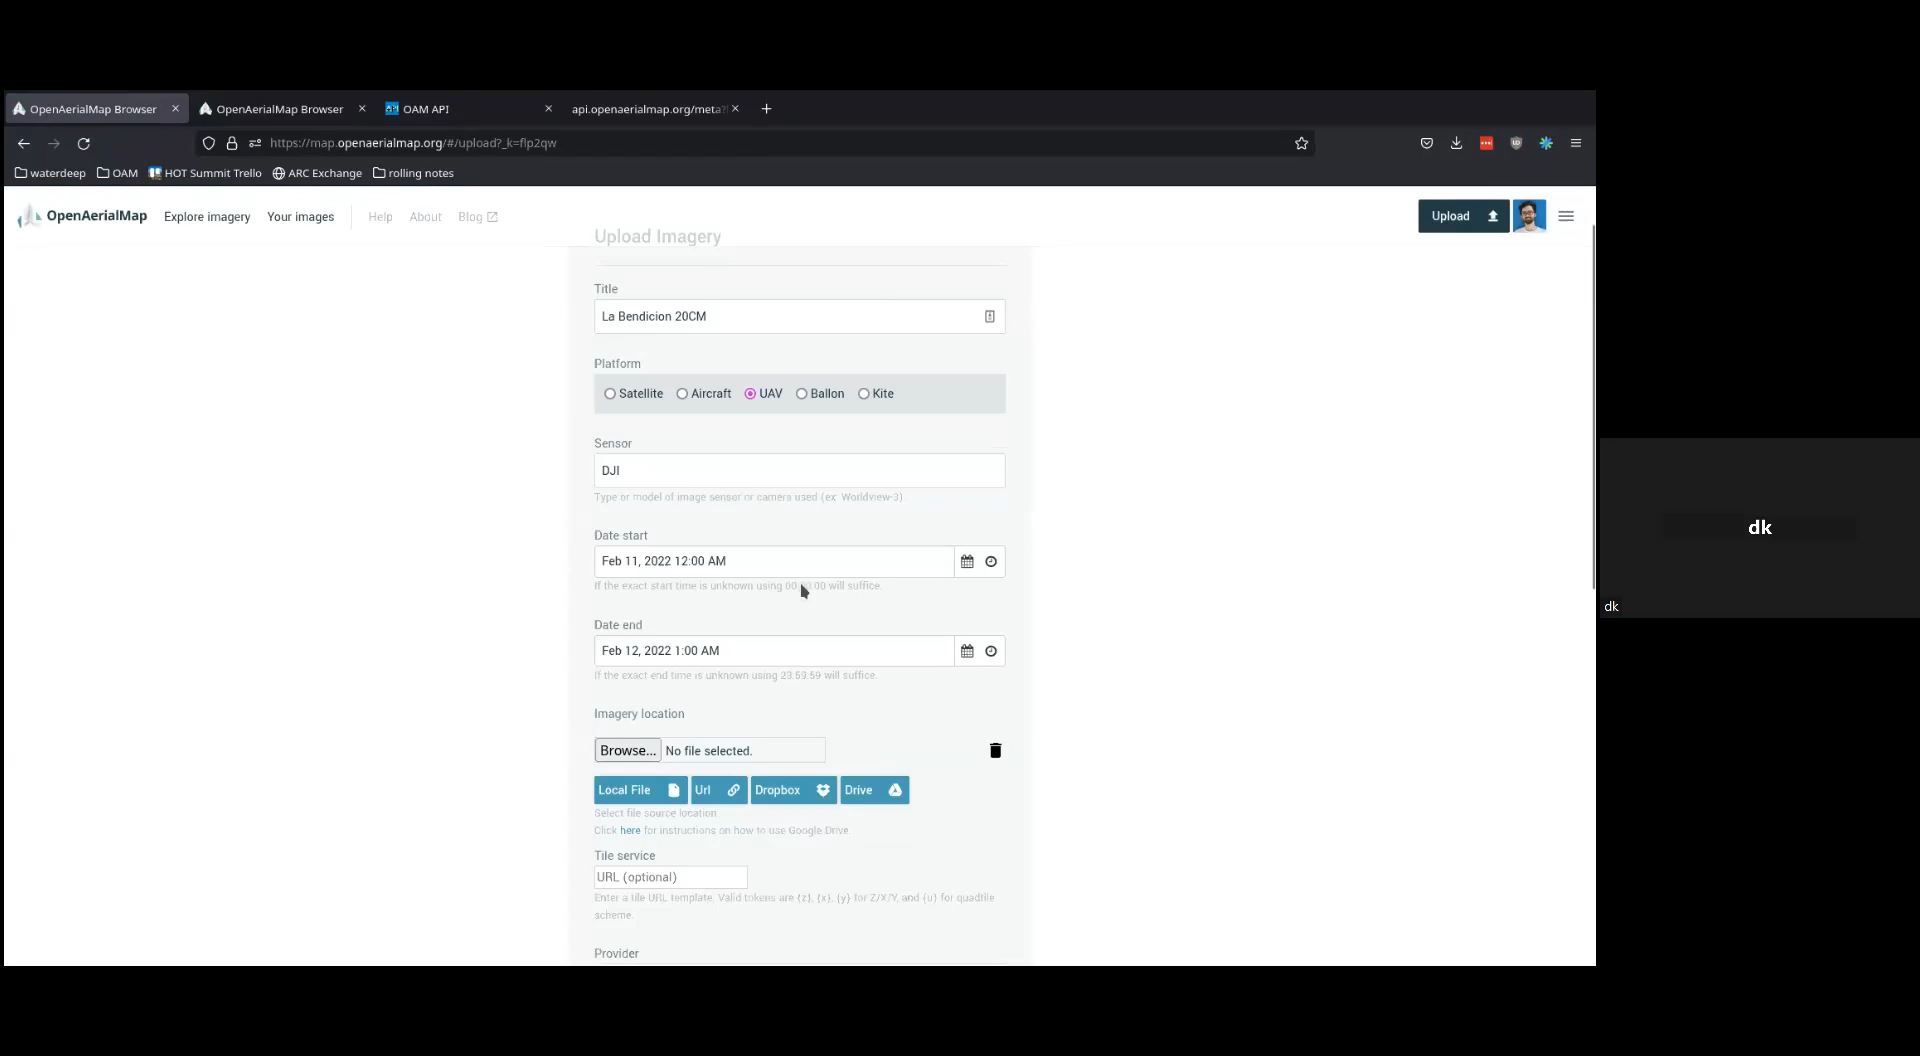 OpenAerialMap Browser
OpenAerialMap Browser
OAM API
api.openaerialmap.org/meta?
https://map.openaerialmap.org/#/upload?_k=flp2qw
waterdeep
OAM
HOT Summit Trello
ARC Exchange
rolling notes
OpenAerialMap
Explore imagery
Your images
Help
About
Blog
Upload
Upload Imagery
Title
La Bendicion 20CM
Platform
Satellite
Aircraft
UAV
Ballon
Kite
Sensor
DJI
Type or model of image sensor or camera used (ex: Worldview-3).
Date start
Feb 11, 2022 12:00 AM
If the exact start time is unknown using 00 00 will suffice.
Date end
Feb 12, 2022 1:00 AM
If the exact end time is unknown using 23:59:59 will suffice.
Imagery location
Browse... No file selected.
Local File
Url
Dropbox
Drive
Select file source location
Click here for instructions on how to use Google Drive.
Tile service
URL (optional)
Enter a tile URL template. Valid tokens are {z}, {x}, {y} for Z/X/Y, and {u} for quadtile
scheme.
Provider
dk
dk